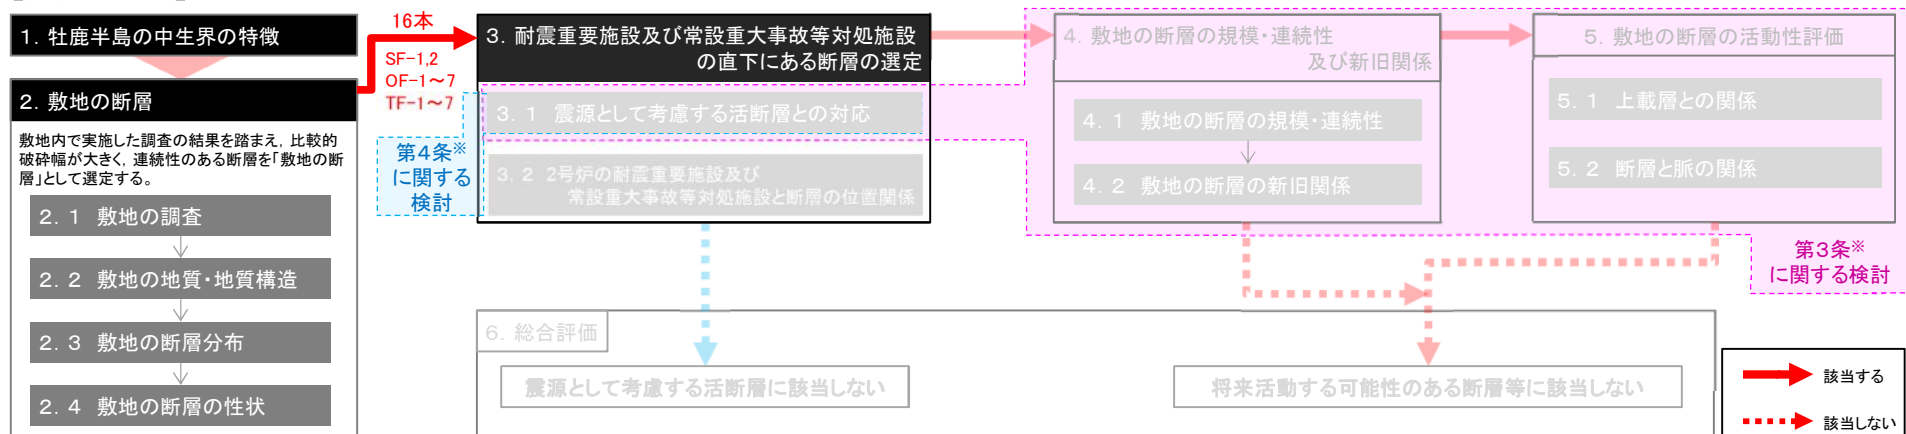 1．牡鹿半島の中生界の特徴
2．敷地の断層
敷地内で実施した調査の結果を踏まえ，比較的
破砕幅が大きく，連続性のある断層を「敷地の断
層」として選定する。
2．1　敷地の調査
2．2　敷地の地質・地質構造
2．3　敷地の断層分布
2．4　敷地の断層の性状
16本
SF-1,2
OF-1～7
TF-1～7
第4条※
に関する
検討
3．耐震重要施設及び常設重大事故等対処施設
の直下にある断層の選定
3．1　震源として考慮する活断層との対応
3．2　2号炉の耐震重要施設及び
常設重大事故等対処施設と断層の位置関係
4．敷地の断層の規模・連続性
及び新旧関係
4．1　敷地の断層の規模・連続性
4．2　敷地の断層の新旧関係
5．敷地の断層の活動性評価
5．1　上載層との関係
5．2　断層と脈の関係
第3条※
に関する検討
6．総合評価
震源として考慮する活断層に該当しない
将来活動する可能性のある断層等に該当しない
該当する
該当しない